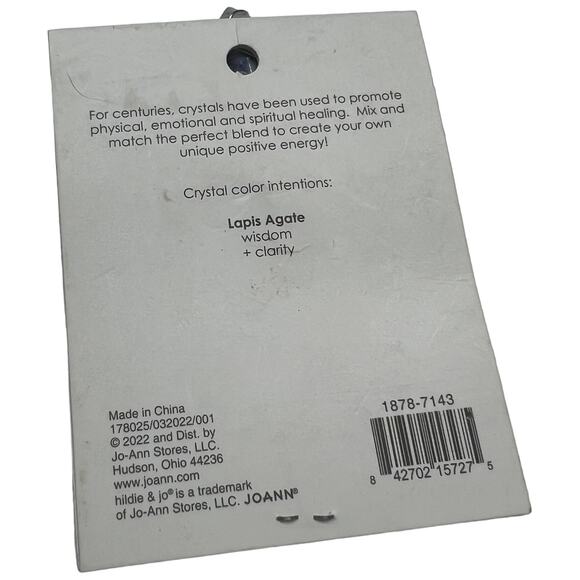 For centuries, crystals have been used to promote
physical, emotional and spiritual healing. Mix and
match the perfect blend to create your own
unique positive energy!
Crystal color intentions:
Lapis Agate
wisdom
+ clarity
Made in China
178025/032022/001
© 2022 and Dist. by
Jo-Ann Stores, LLC.
Hudson, Ohio 44236
www.joann.com
hildie & jo® is a trademark
of Jo-Ann Stores, LLC. JOANN®
1878-7143
8 42702 15727 5